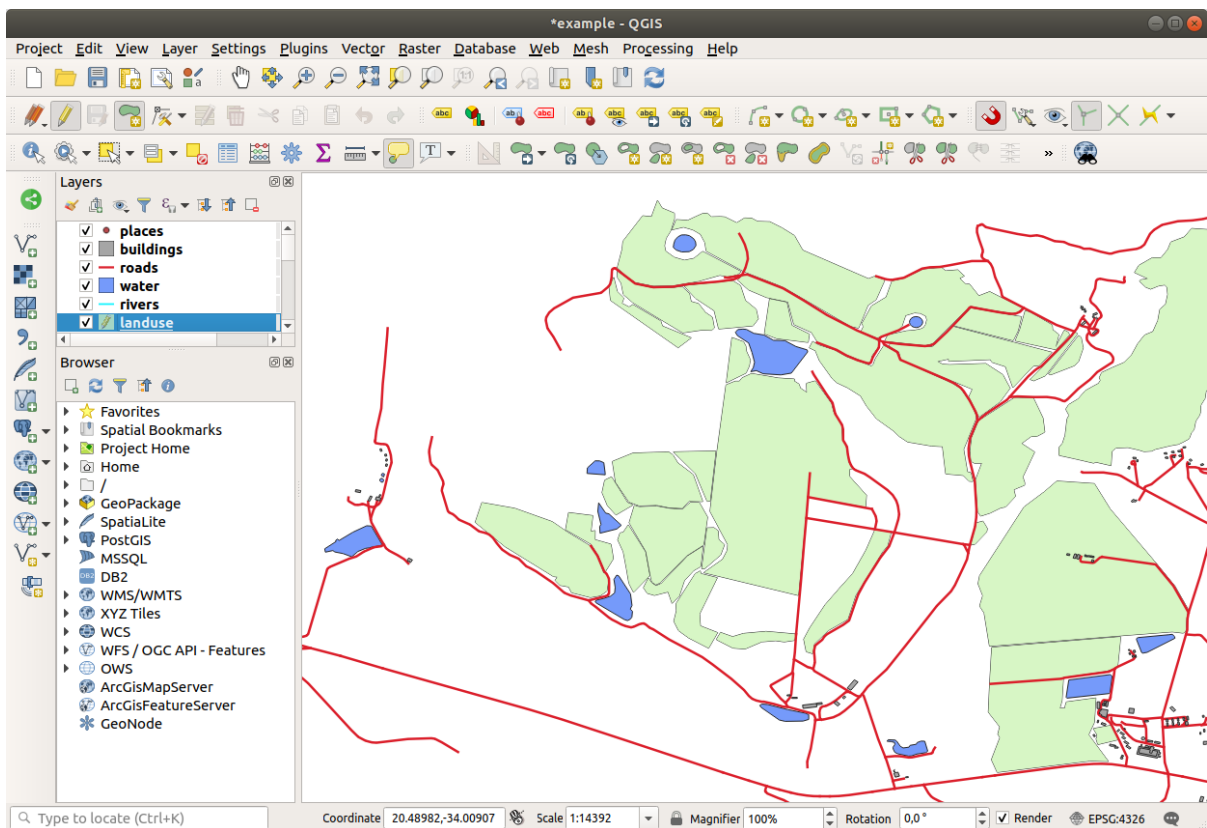 *example - QGIS
Project Edit View Layer Settings Plugins Vector Raster Database Web Mesh Processing Help
Layers
places
buildings
roads
water
rivers
landuse
Browser
Favorites
Spatial Bookmarks
Project Home
Home
/
GeoPackage
SpatiaLite
PostGIS
MSSQL
DB2
WMS/WMTS
XYZ Tiles
WCS
WFS / OGC API - Features
OWS
ArcGisMapServer
ArcGisFeatureServer
GeoNode
Type to locate (Ctrl+K) Coordinate 20.48982,-34.00907 Scale 1:14392 Magnifier 100% Rotation 0,0 ° Render EPSG:4326